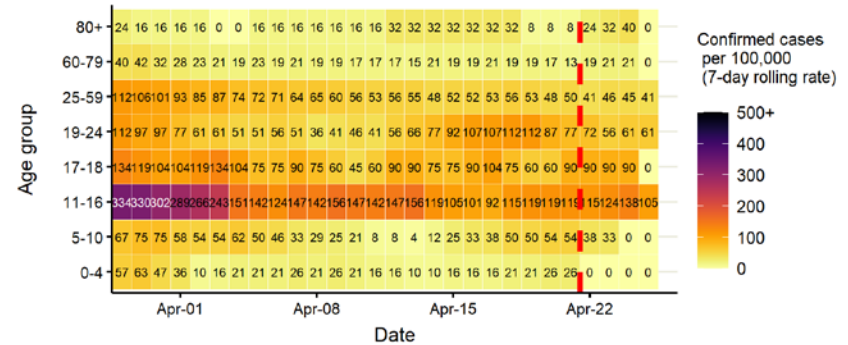 80+ 24 16 16 16 16 0 0 16 16 16 16 16 16 16 32 32 32 32 32 32 32 8 8 8 24 32 40 0
60-79 40 42 32 28 23 21 19 23 19 21 19 19 17 17 17 15 21 19 19 21 19 19 17 13 19 21 21 0
25-59 112 106 101 93 85 87 74 72 71 64 65 60 56 53 56 55 48 52 52 53 56 53 48 50 41 46 45 41
19-24 112 97 97 77 61 61 51 51 56 51 36 41 46 41 56 66 77 92 107 107 112 112 87 77 72 56 61 61
17-18 134 119 104 104 119 134 104 75 75 90 75 60 45 60 90 90 75 75 90 104 75 60 60 90 90 90 90 0
11-16 334 330 302 289 266 243 151 142 124 147 142 156 147 142 147 156 119 105 101 92 115 119 119 119 115 124 138 105
5-10 67 75 75 58 54 54 62 50 46 33 29 25 21 8 8 4 12 25 33 38 50 50 54 54 38 33 0 0
0-4 57 63 47 36 10 16 21 21 21 26 21 26 21 16 16 10 10 16 16 16 21 21 26 26 0 0 0 0
Age group
Apr-01 Apr-08 Apr-15 Apr-22
Date
Confirmed cases
per 100,000
(7-day rolling rate)
500+
400
300
200
100
0